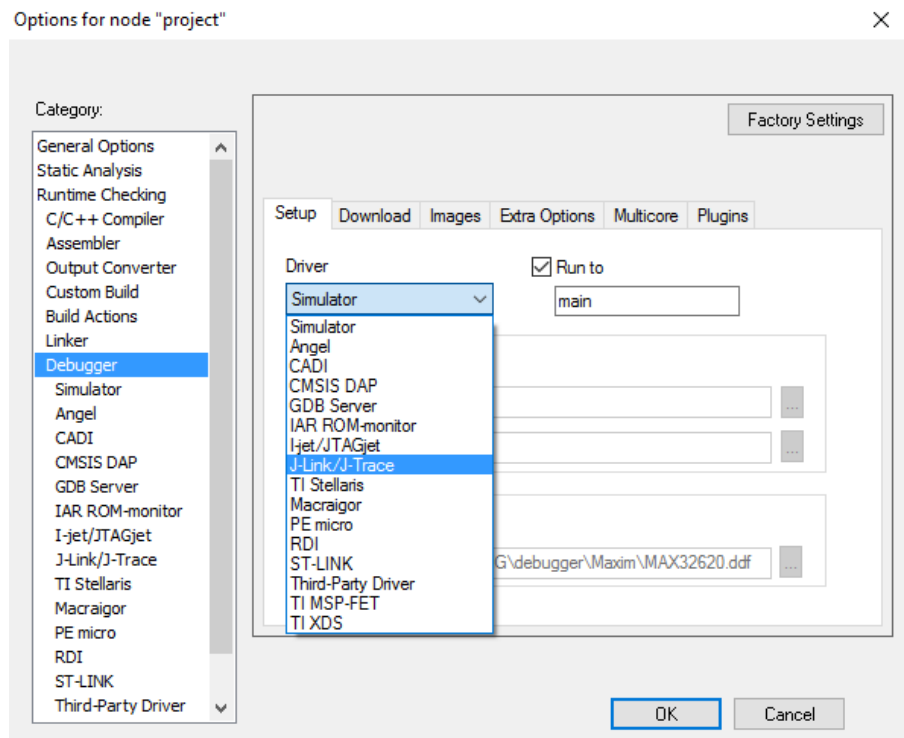 Options for node "project"
Category:
General Options
Static Analysis
Runtime Checking
C/C++ Compiler
Assembler
Output Converter
Custom Build
Build Actions
Linker
Debugger
Simulator
Angel
CADI
CMSIS DAP
GDB Server
IAR ROM-monitor
I-jet/JTAGjet
J-Link/J-Trace
TI Stellaris
Macraigor
PE micro
RDI
ST-LINK
Third-Party Driver
Factory Settings
Setup Download Images Extra Options Multicore Plugins
Driver
Simulator
Simulator
Angel
CADI
CMSIS DAP
GDB Server
IAR ROM-monitor
I-jet/JTAGjet
J-Link/J-Trace
TI Stellaris
Macraigor
PE micro
RDI
ST-LINK
Third-Party Driver
TI MSP-FET
TI XDS
Run to
main
...
...
G\debugger\Maxim\MAX32620.ddf
...
OK Cancel